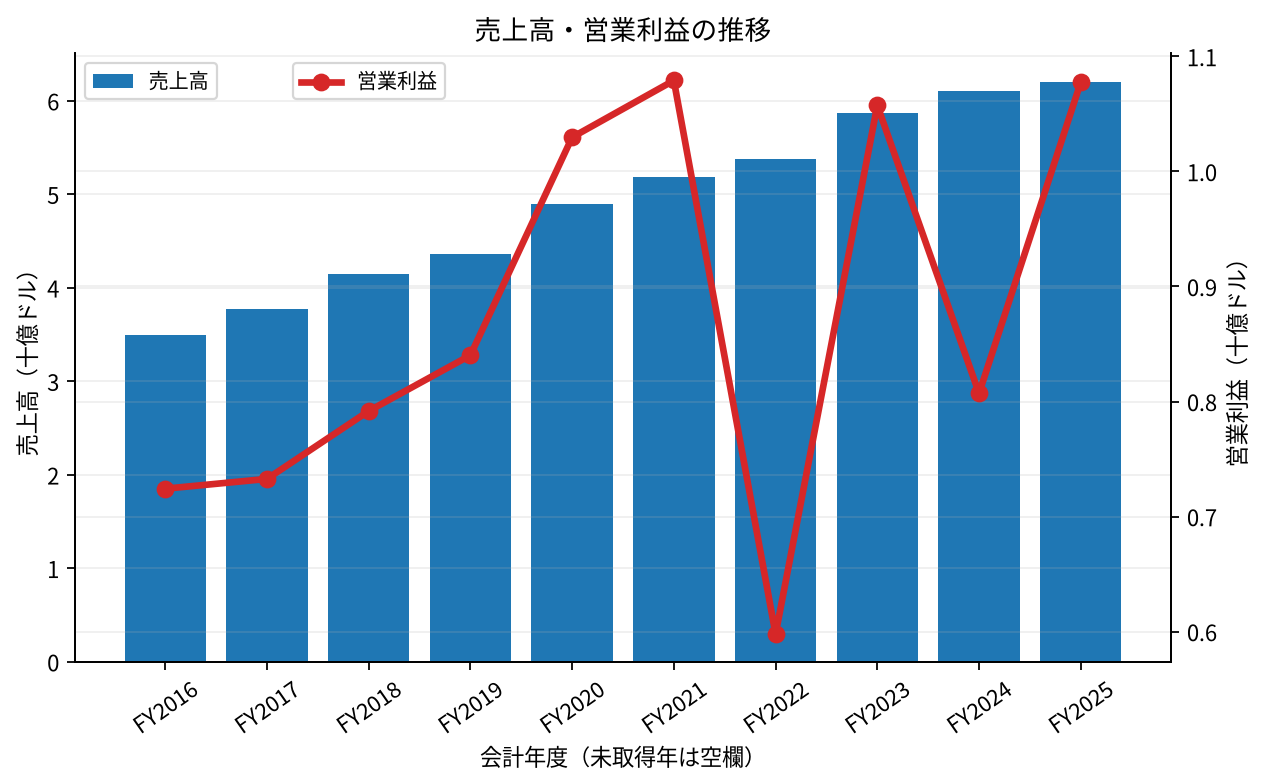 売上高・営業利益の推移
売上高
営業利益
売上高（十億ドル）
6
5
4
3
2
1
0
1.1
1.0
0.9
0.8
0.7
0.6
営業利益（十億ドル）
FY2016
FY2017
FY2018
FY2019
FY2020
FY2021
FY2022
FY2023
FY2024
FY2025
会計年度（未取得年は空欄）